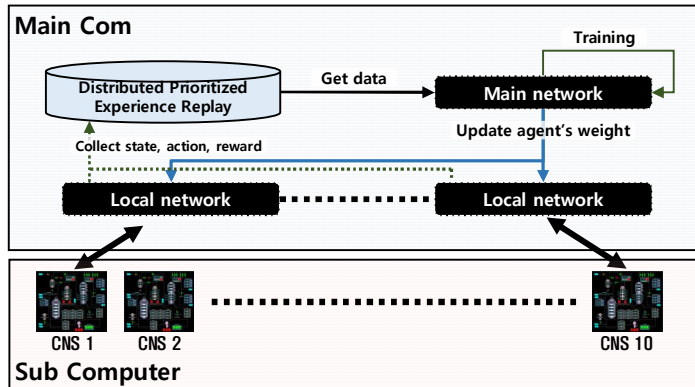 Main Com
Training
Distributed Prioritized
Experience Replay
Get data
Main network
Collect state, action, reward
Update agent's weight
Local network
Local network
CNS 1
CNS 2
CNS 10
Sub Computer